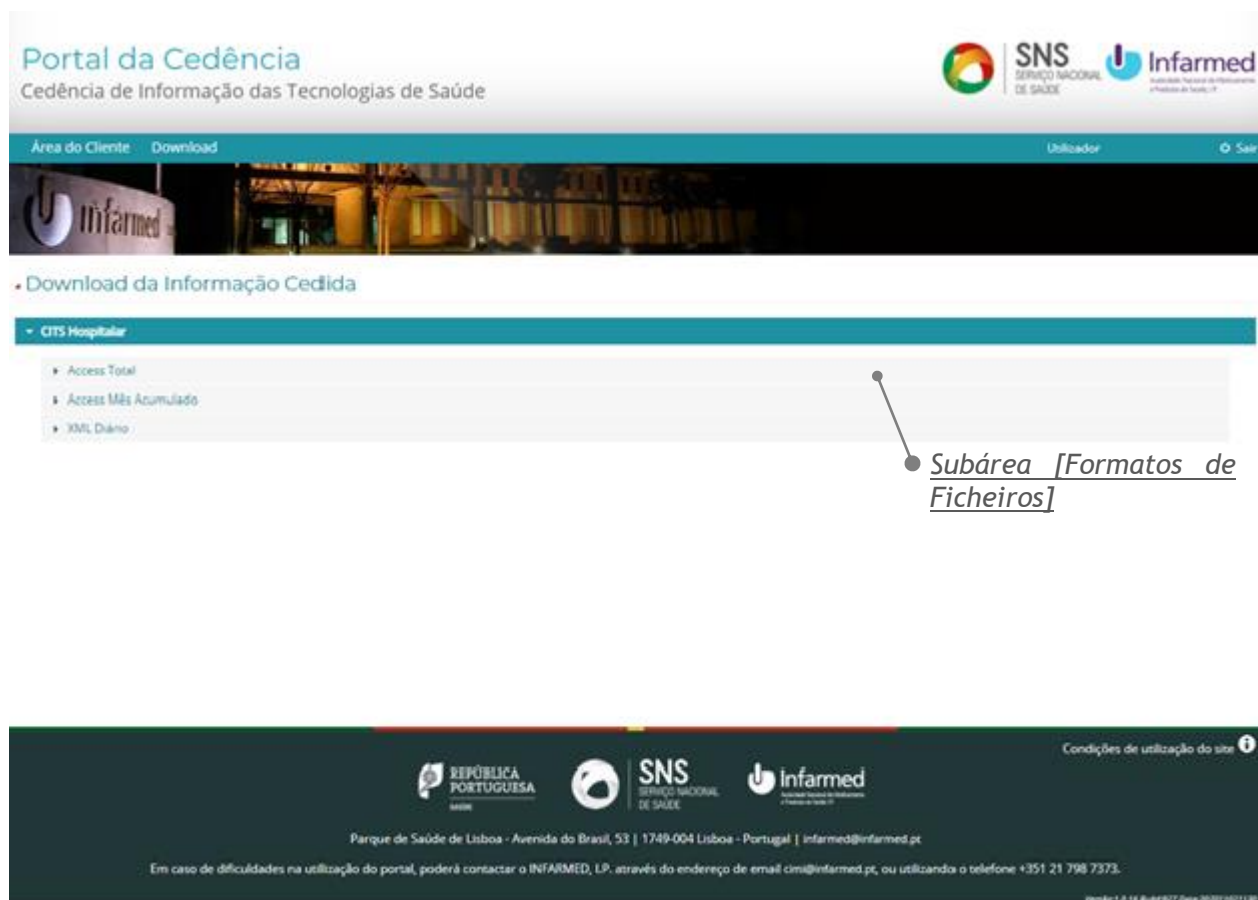 Portal da Cedência
Cedência de Informação das Tecnologias de Saúde
SNS
SERVIÇO NACIONAL
DE SAÚDE
Infarmed
Área do Cliente Download Utilizador Sair
infarmed
Download da Informação Cedida
CITS Hospitalar
Access Total
Access Mês Acumulado
XML Diário
Subárea [Formatos de
Ficheiros]
Condições de utilização do site
REPÚBLICA
PORTUGUESA
SAÚDE
SNS
SERVIÇO NACIONAL
DE SAÚDE
Infarmed
Parque de Saúde de Lisboa - Avenida do Brasil, 53 | 1749-004 Lisboa - Portugal | infarmed@infarmed.pt
Em caso de dificuldades na utilização do portal, poderá contactar o INFARMED, I.P. através do endereço de email cimi@infarmed.pt, ou utilizando o telefone +351 21 798 7373.